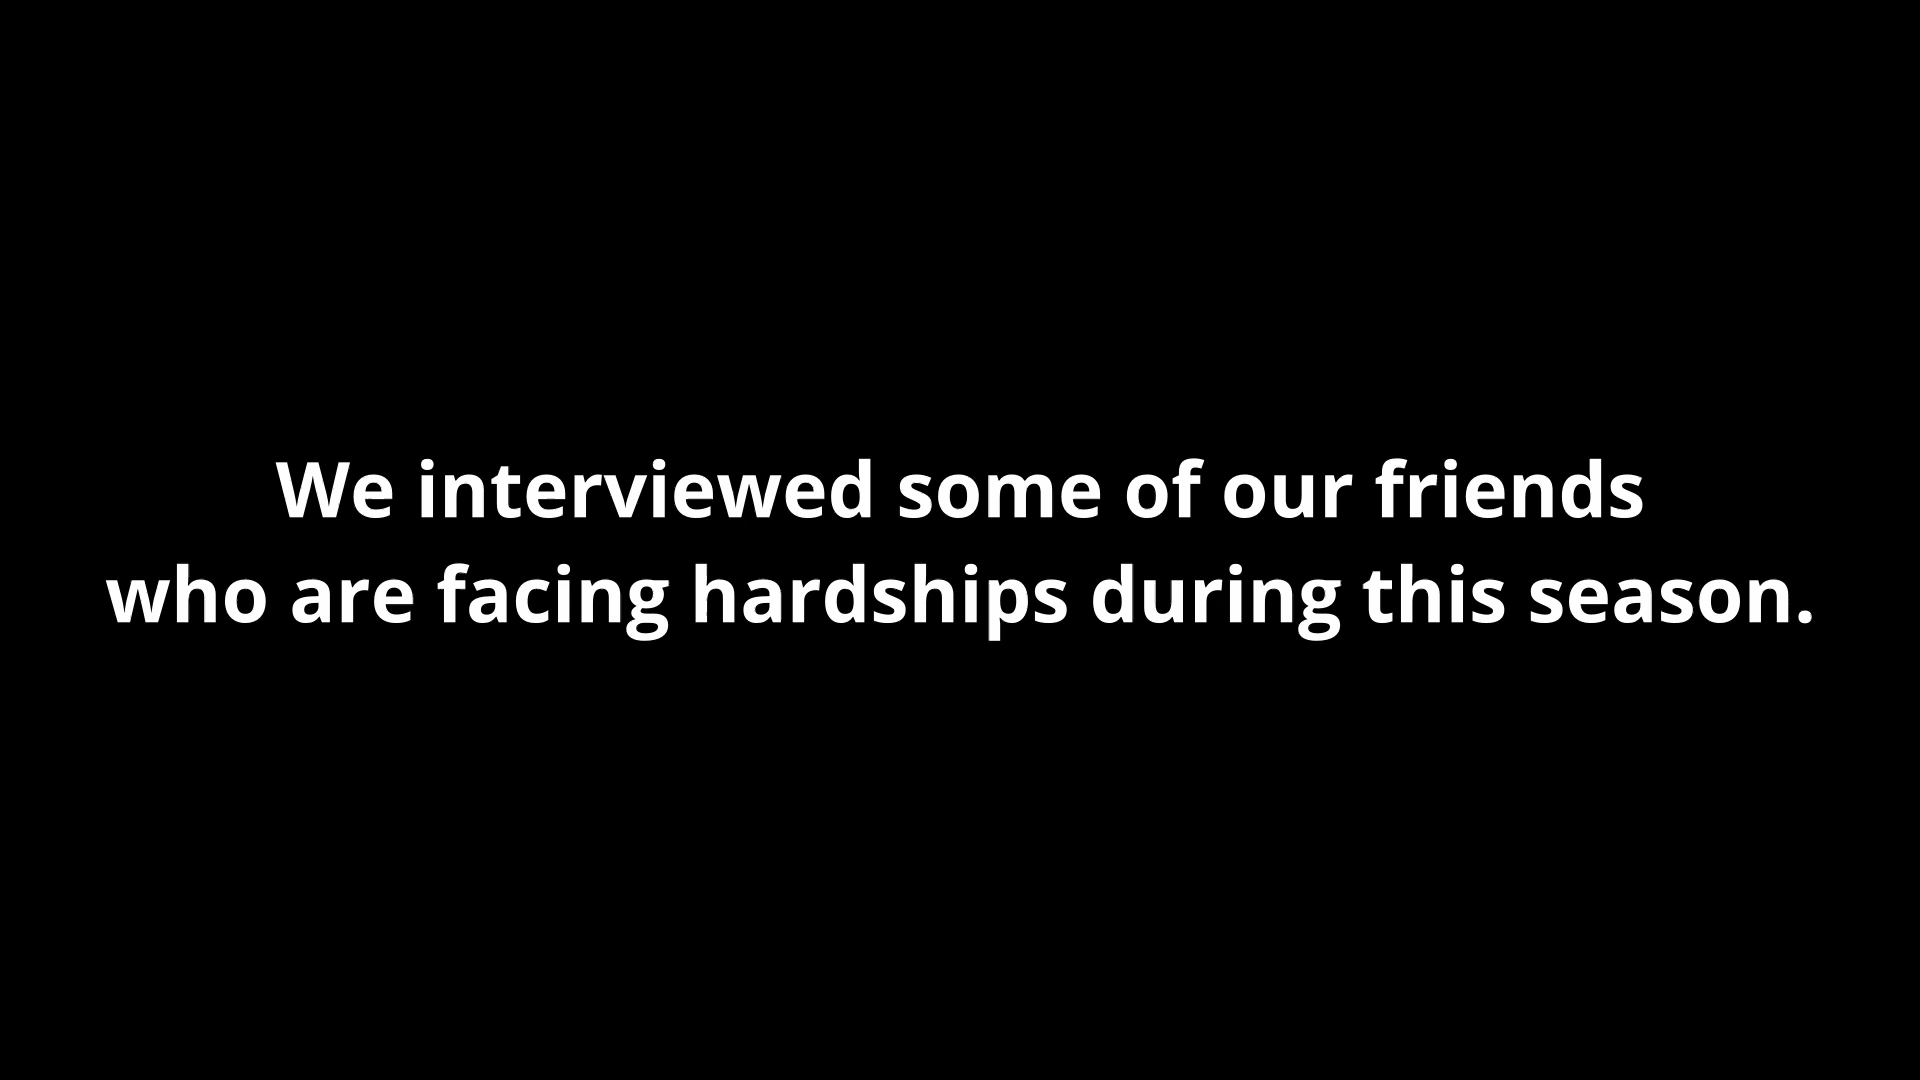 We interviewed some of our friends
who are facing hardships during this season.